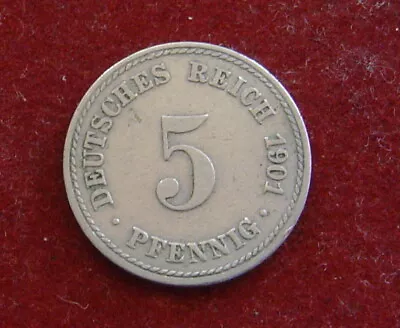 DEUTSCHES REICH 1901
5
· PFENNIG ·